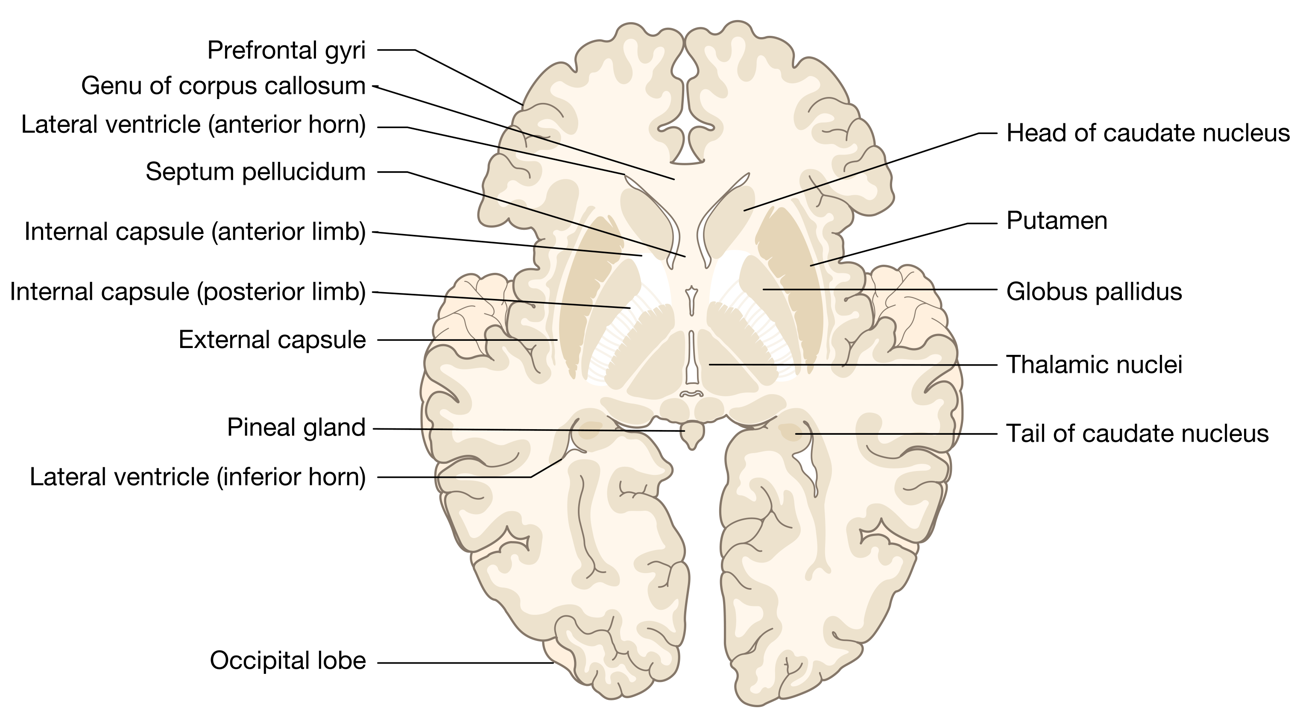 Prefrontal gyri
Genu of corpus callosum
Lateral ventricle (anterior horn)
Septum pellucidum
Internal capsule (anterior limb)
Internal capsule (posterior limb)
External capsule
Pineal gland
Lateral ventricle (inferior horn)
Occipital lobe
Head of caudate nucleus
Putamen
Globus pallidus
Thalamic nuclei
Tail of caudate nucleus